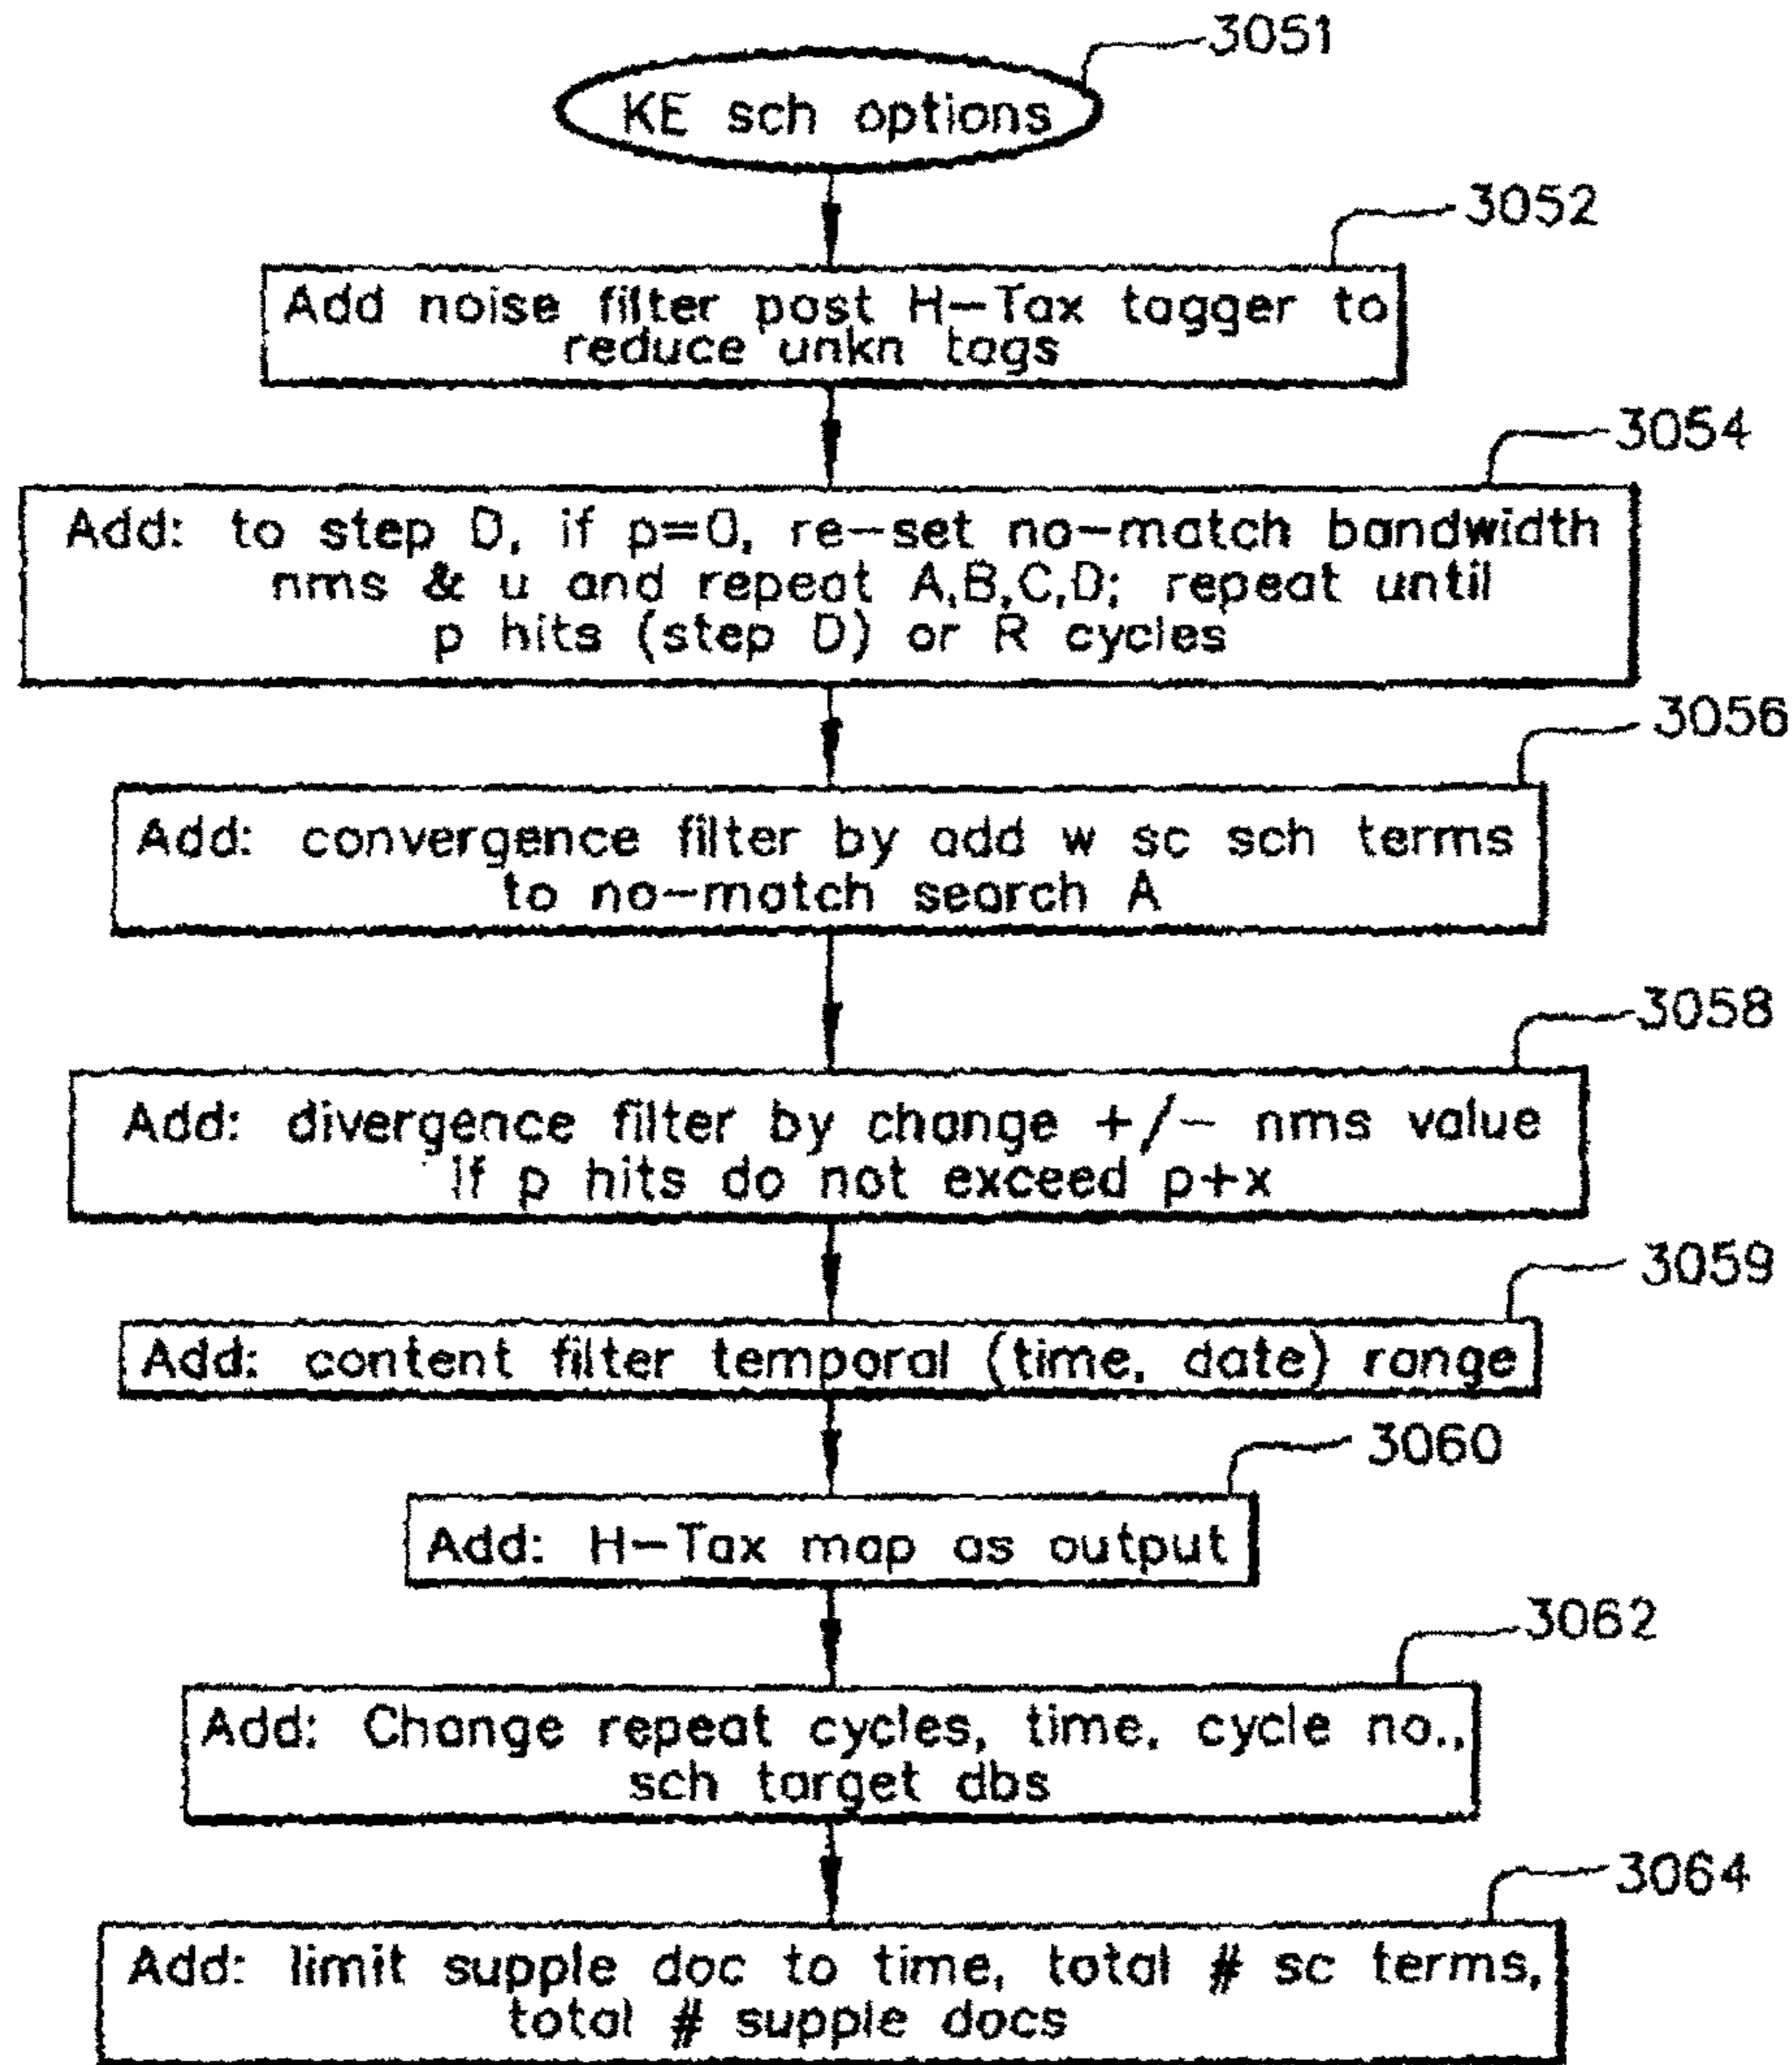 3051
KE sch options
3052
Add noise filter post H-Tax tagger to
reduce unkn tags
3054
Add: to step D, if p=0, re-set no-match bandwidth
nms & u and repeat A,B,C,D; repeat until
p hits (step D) or R cycles
3056
Add: convergence filter by add w sc sch terms
to no-match search A
3058
Add: divergence filter by change +/- nms value
if p hits do not exceed p+x
3059
Add: content filter temporal (time, date) range
3060
Add: H-Tax map as output
3062
Add: Change repeat cycles, time, cycle no.,
sch target dbs
3064
Add: limit supple doc to time, total # sc terms,
total # supple docs